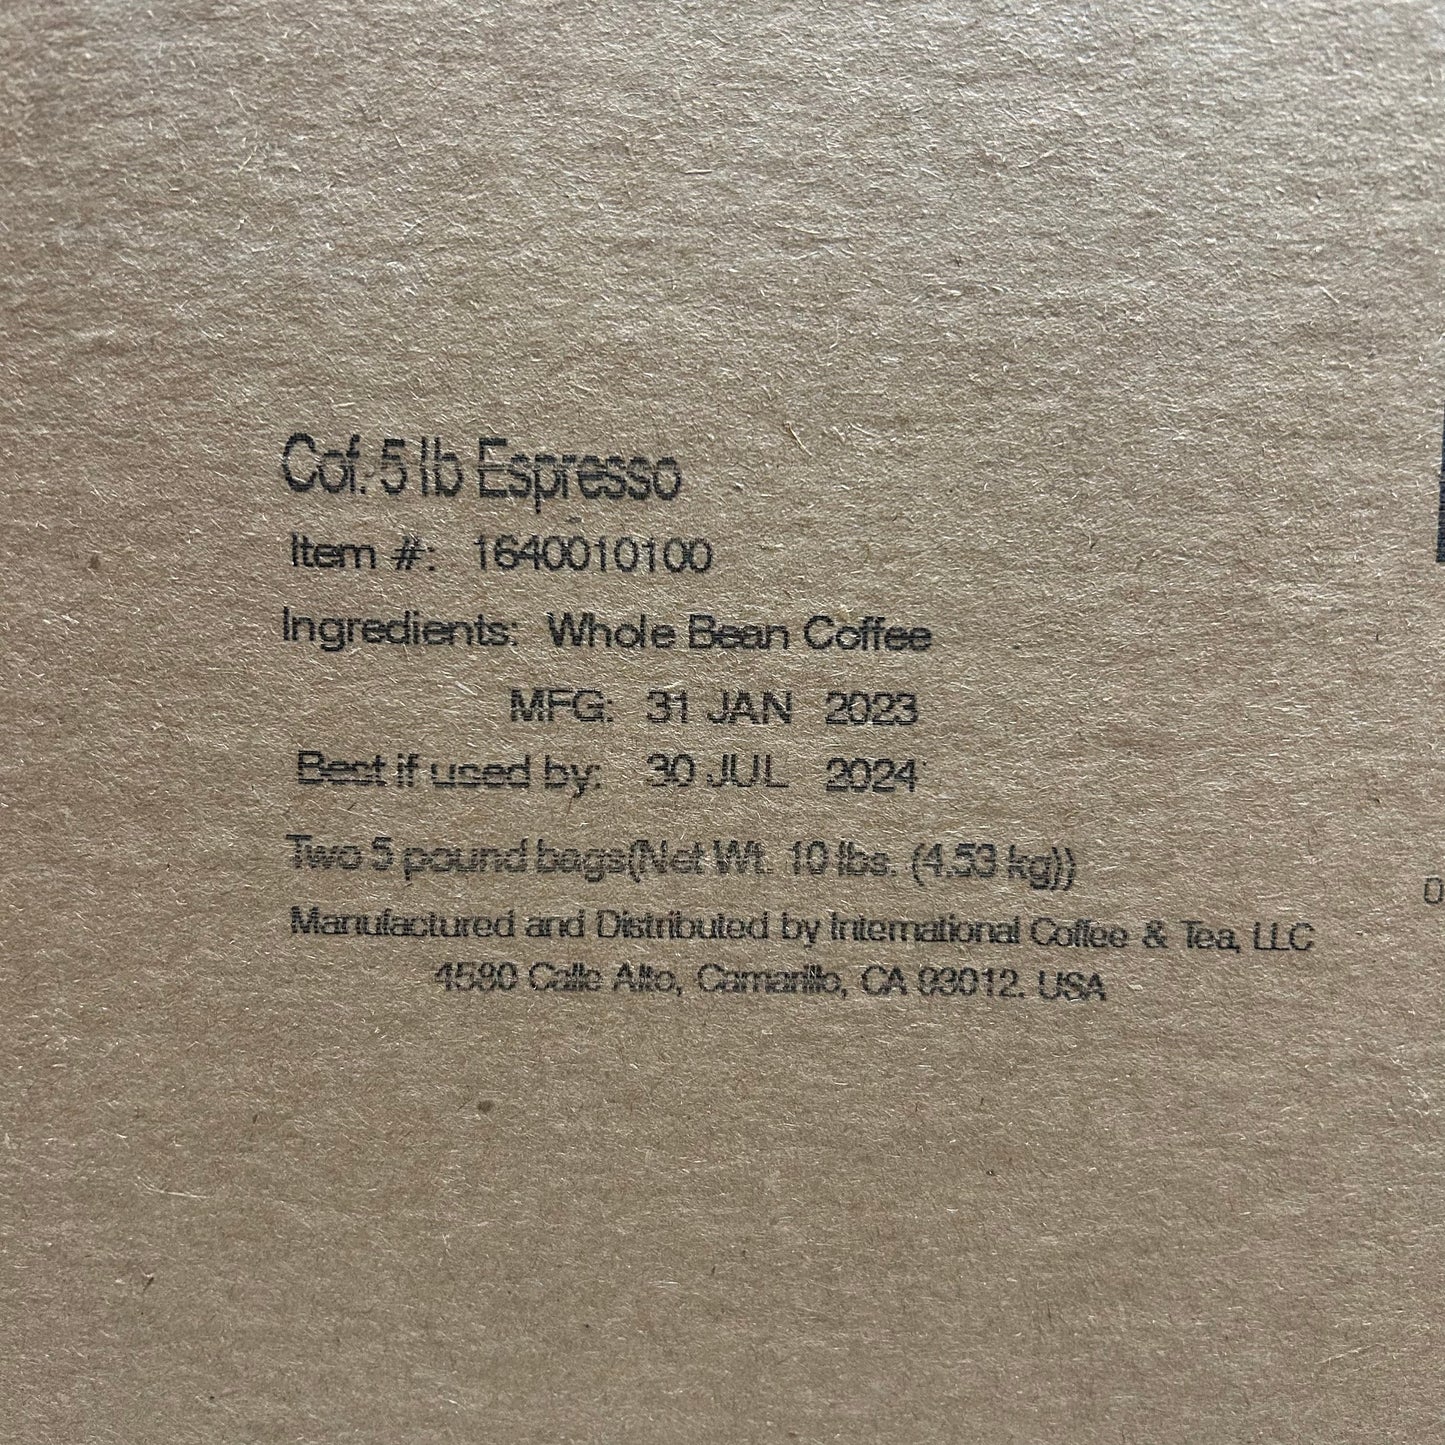 Cof. 5 lb Espresso
Item #: 1640010100
Ingredients: Whole Bean Coffee
MFG: 31 JAN 2023
Best if used by: 30 JUL 2024
Two 5 pound bags(Net Wt. 10 lbs. (4.53 kg))
Manufactured and Distributed by International Coffee & Tea, LLC
4580 Calle Alto, Camarillo, CA 93012. USA